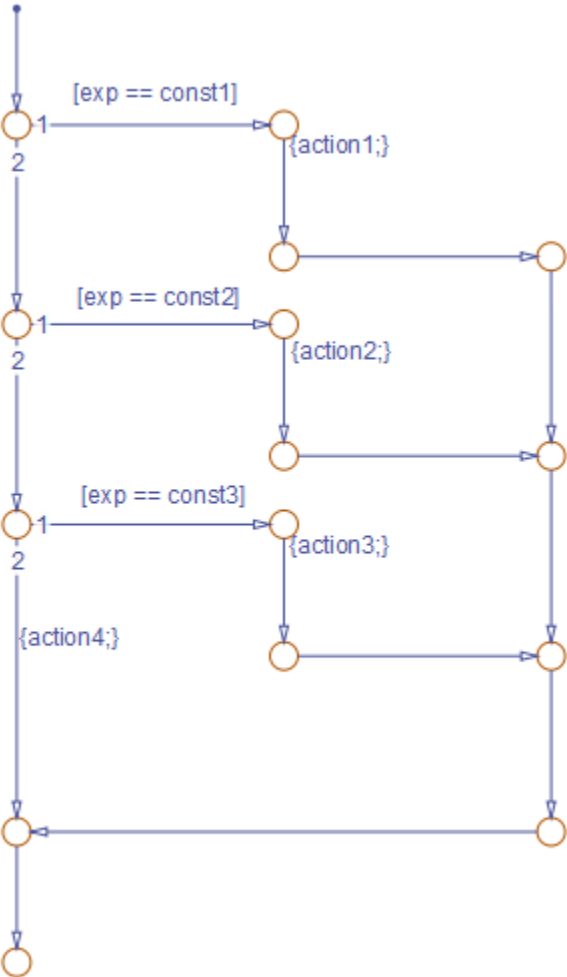 [exp == const1]
1
{action1;}
2
[exp == const2]
1
{action2;}
2
[exp == const3]
1
{action3;}
2
{action4;}